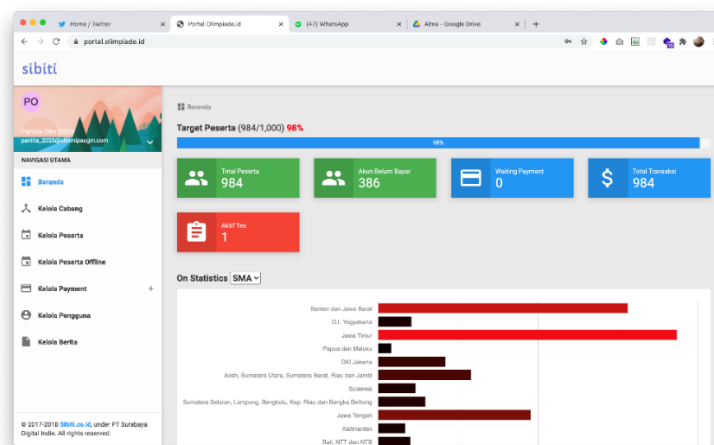 Home / Twitter
Portal Olimpiade.id
(47) WhatsApp
Alma - Google Drive
portal.olimpiade.id
sibiti
PO
Panitia Olin 2020
NAVIGASI UTAMA
Beranda
Kelola Cabang
Kelola Peserta
Kelola Peserta Offline
Kelola Payment
Kelola Pengguna
Kelola Berita
© 2017-2018 Sibiti.co.id, under PT Surabaya
Digital Indie. All rights reserved.
Beranda
Target Peserta (984/1,000) 98%
98%
Total Peserta
984
Akun Belum Bayar
386
Waiting Payment
0
Total Transaksi
984
Aktif Tes
1
On Statistics SMA
Banten dan Jawa Barat
D.I. Yogyakarta
Jawa Timur
Papua dan Maluku
DKI Jakarta
Aceh, Sumatera Utara, Sumatera Barat, Riau dan Jambi
Sulawesi
Sumatera Selatan, Lampung, Bengkulu, Kep. Riau dan Bangka Belitung
Jawa Tengah
Kalimantan
Bali, NTT dan NTB